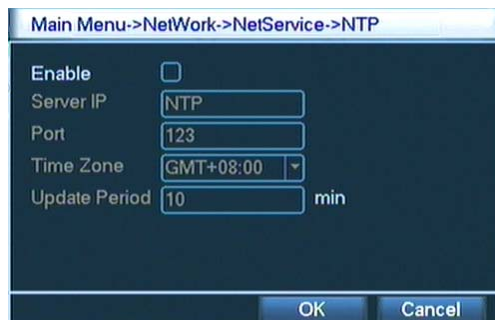 Main Menu->NetWork->NetService->NTP
Enable
Server IP NTP
Port 123
Time Zone GMT+08:00
Update Period 10 min
OK Cancel